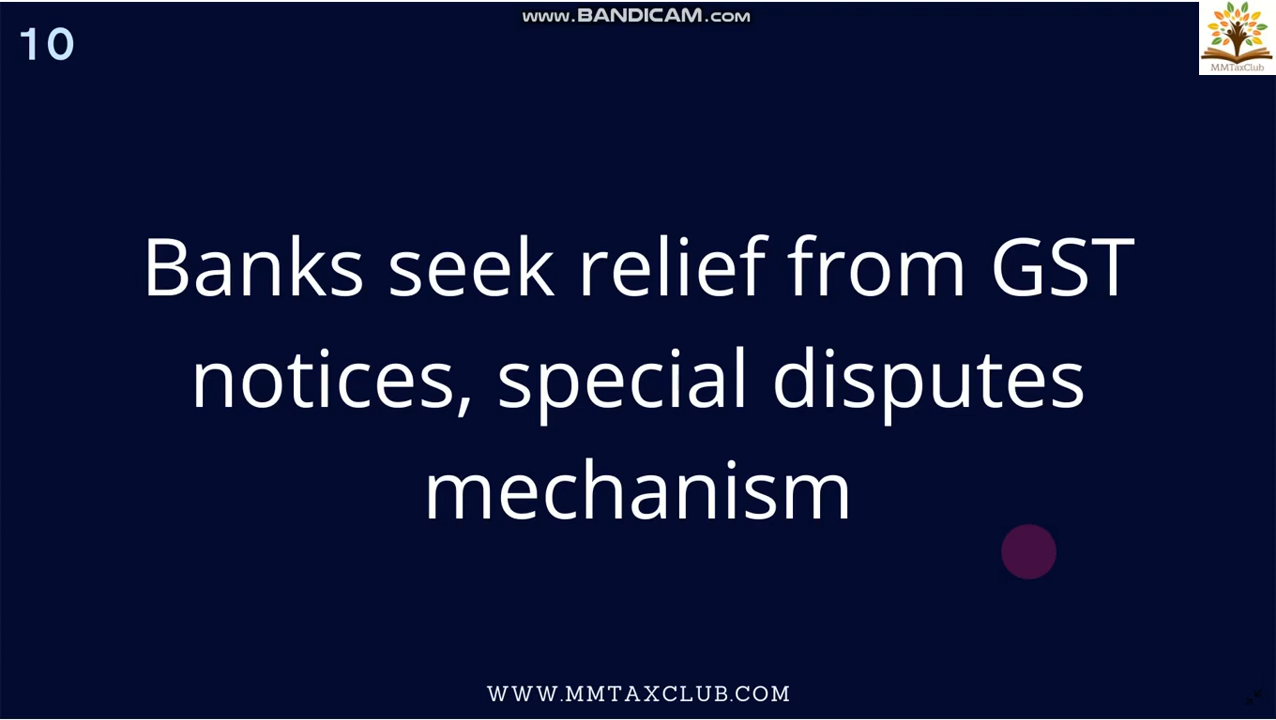 www.BANDICAM.com
10
MMTaxClub
Banks seek relief from GST
notices, special disputes
mechanism
WWW.MMTAXCLUB.COM